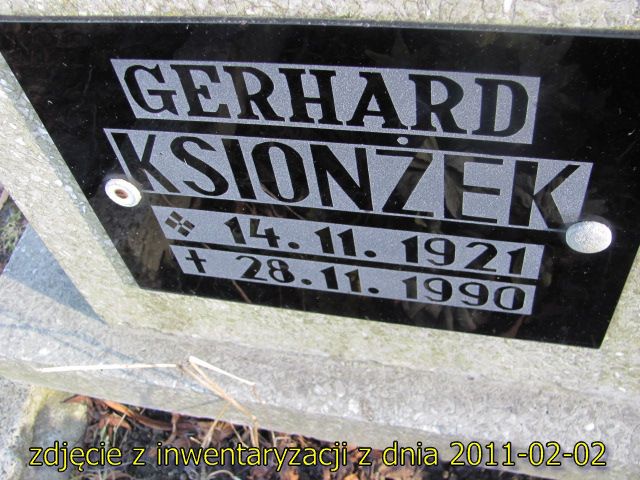 GERHARD
KSIONŻEK
14.11.1921
† 28.11.1990
zdjęcie z inwentaryzacji z dnia 2011-02-02